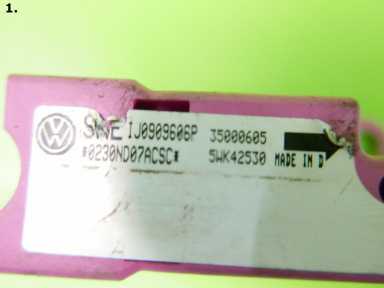 1.
SWE 1J0909606P 35000605
*0230ND07ACSC* 5WK42530 MADE IN D